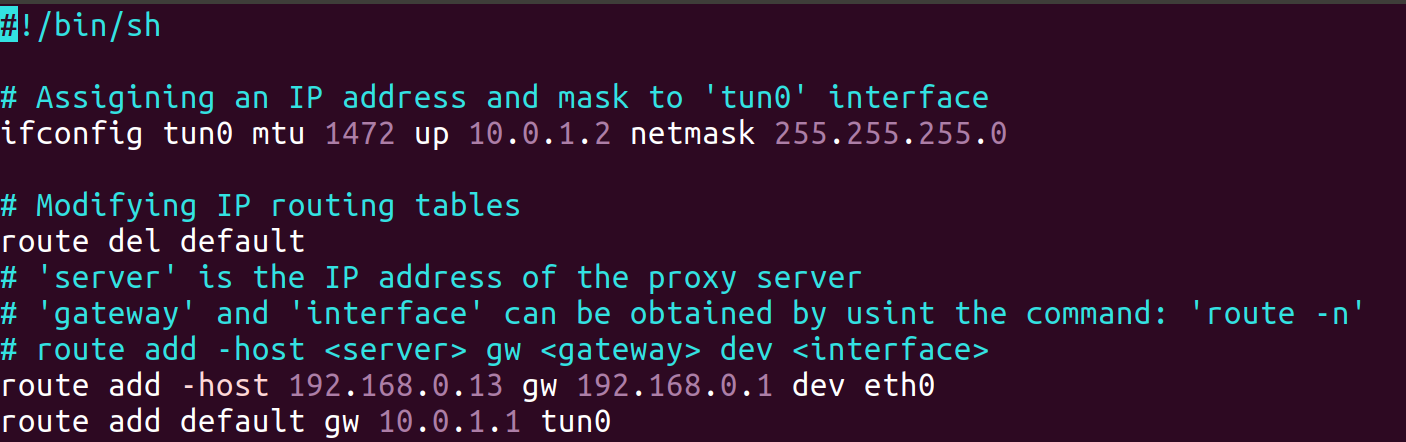 #!/bin/sh
# Assigining an IP address and mask to 'tun0' interface
ifconfig tun0 mtu 1472 up 10.0.1.2 netmask 255.255.255.0
# Modifying IP routing tables
route del default
# 'server' is the IP address of the proxy server
# 'gateway' and 'interface' can be obtained by usint the command: 'route -n'
# route add -host <server> gw <gateway> dev <interface>
route add -host 192.168.0.13 gw 192.168.0.1 dev eth0
route add default gw 10.0.1.1 tun0